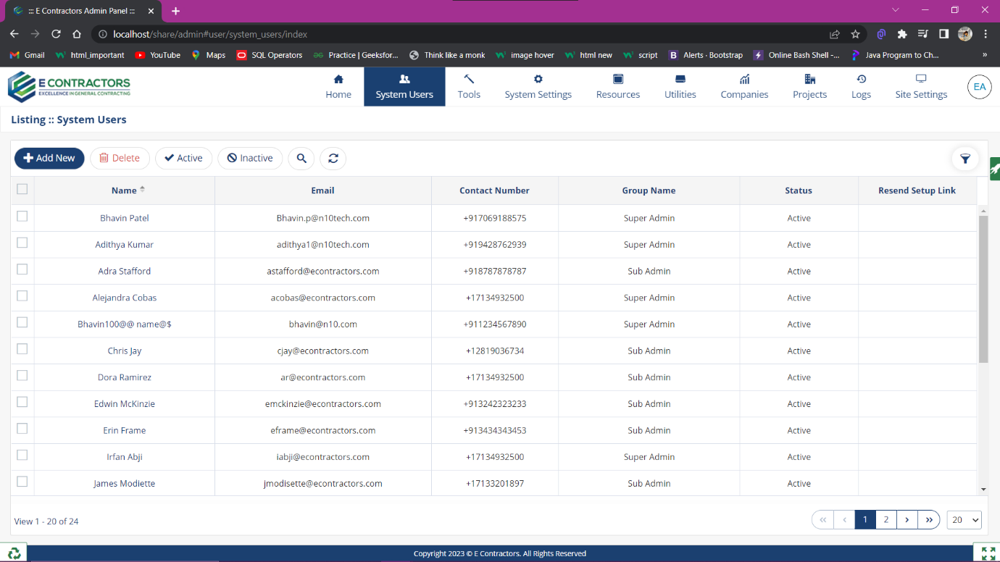 ::: E Contractors Admin Panel :::
localhost/share/admin#user/system_users/index
Gmail html_important YouTube Maps SQL Operators Practice | Geeksfor... Think like a monk image hover html new script Alerts · Bootstrap Online Bash Shell -... Java Program to Ch... »
E CONTRACTORS
EXCELLENCE IN GENERAL CONTRACTING
Home System Users Tools System Settings Resources Utilities Companies Projects Logs Site Settings EA
Listing :: System Users
Add New Delete Active Inactive
Name Email Contact Number Group Name Status Resend Setup Link
Bhavin Patel Bhavin.p@n10tech.com +917069188575 Super Admin Active
Adithya Kumar adithya1@n10tech.com +919428762939 Super Admin Active
Adra Stafford astafford@econtractors.com +918787878787 Sub Admin Active
Alejandra Cobas acobas@econtractors.com +17134932500 Super Admin Active
Bhavin100@@ name@$ bhavin@n10.com +911234567890 Super Admin Active
Chris Jay cjay@econtractors.com +12819036734 Sub Admin Active
Dora Ramirez ar@econtractors.com +17134932500 Sub Admin Active
Edwin McKinzie emckinzie@econtractors.com +913242323233 Sub Admin Active
Erin Frame eframe@econtractors.com +913434343453 Sub Admin Active
Irfan Abji iabji@econtractors.com +17134932500 Super Admin Active
James Modiette jmodisette@econtractors.com +17133201897 Sub Admin Active
View 1 - 20 of 24
1 2 20
Copyright 2023 © E Contractors. All Rights Reserved